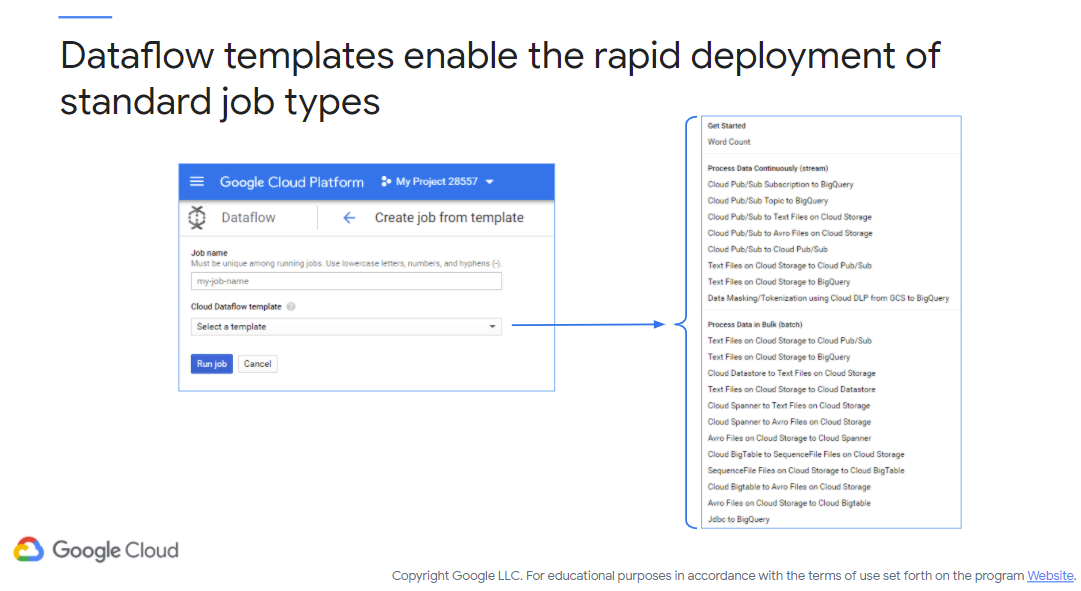 Dataflow templates enable the rapid deployment of
standard job types
Google Cloud Platform
My Project 28557
Dataflow
Create job from template
Job name
Must be unique among running jobs. Use lowercase letters, numbers, and hyphens (-).
my-job-name
Cloud Dataflow template
Select a template
Run job
Cancel
Get Started
Word Count
Process Data Continuously (stream)
Cloud Pub/Sub Subscription to BigQuery
Cloud Pub/Sub Topic to BigQuery
Cloud Pub/Sub to Text Files on Cloud Storage
Cloud Pub/Sub to Avro Files on Cloud Storage
Cloud Pub/Sub to Cloud Pub/Sub
Text Files on Cloud Storage to Cloud Pub/Sub
Text Files on Cloud Storage to BigQuery
Data Masking/Tokenization using Cloud DLP from GCS to BigQuery
Process Data in Bulk (batch)
Text Files on Cloud Storage to Cloud Pub/Sub
Text Files on Cloud Storage to BigQuery
Cloud Datastore to Text Files on Cloud Storage
Text Files on Cloud Storage to Cloud Datastore
Cloud Spanner to Text Files on Cloud Storage
Cloud Spanner to Avro Files on Cloud Storage
Avro Files on Cloud Storage to Cloud Spanner
Cloud BigTable to SequenceFile Files on Cloud Storage
SequenceFile Files on Cloud Storage to Cloud BigTable
Cloud Bigtable to Avro Files on Cloud Storage
Avro Files on Cloud Storage to Cloud Bigtable
Jdbc to BigQuery
Google Cloud
Copyright Google LLC. For educational purposes in accordance with the terms of use set forth on the program Website.